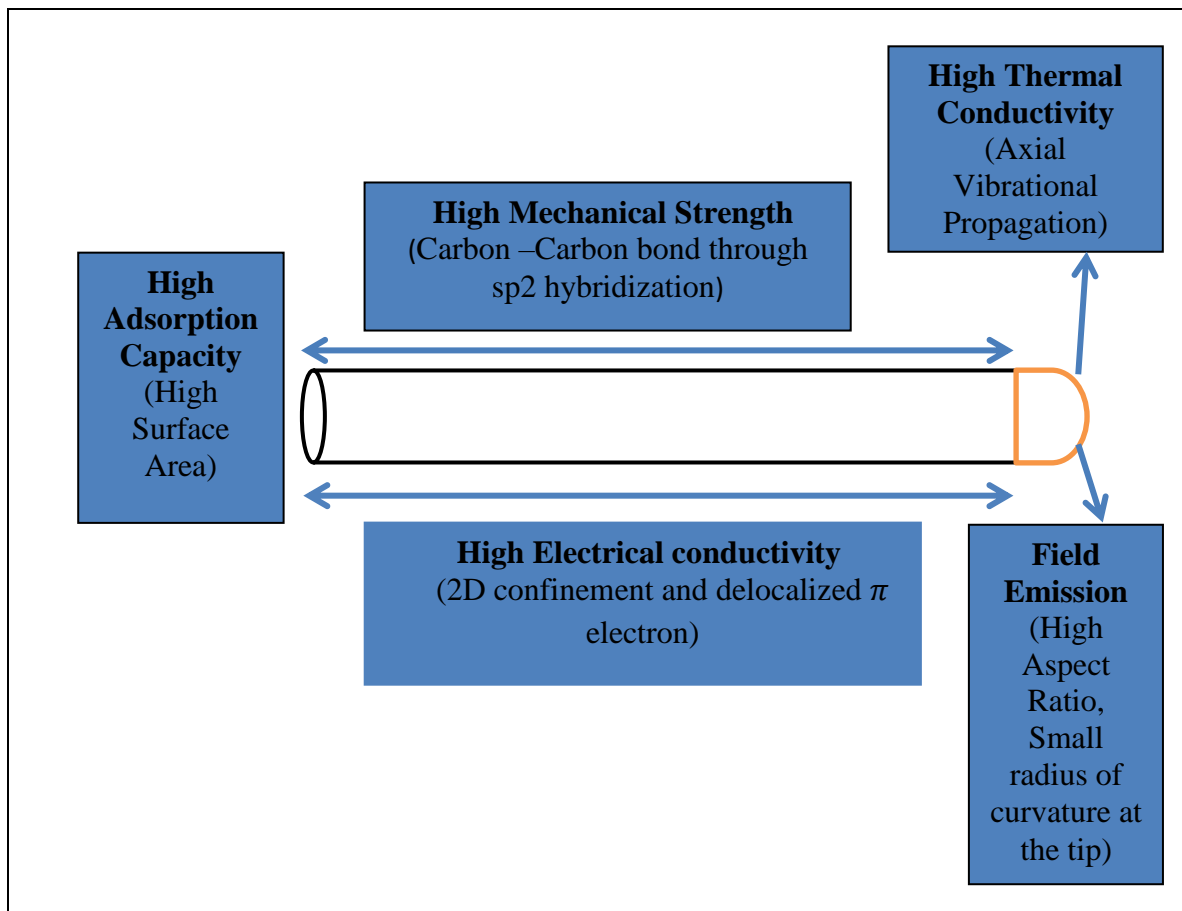 High
Adsorption
Capacity
(High
Surface
Area)
High Mechanical Strength
(Carbon –Carbon bond through
sp2 hybridization)
High Electrical conductivity
(2D confinement and delocalized π
electron)
High Thermal
Conductivity
(Axial
Vibrational
Propagation)
Field
Emission
(High
Aspect
Ratio,
Small
radius of
curvature at
the tip)